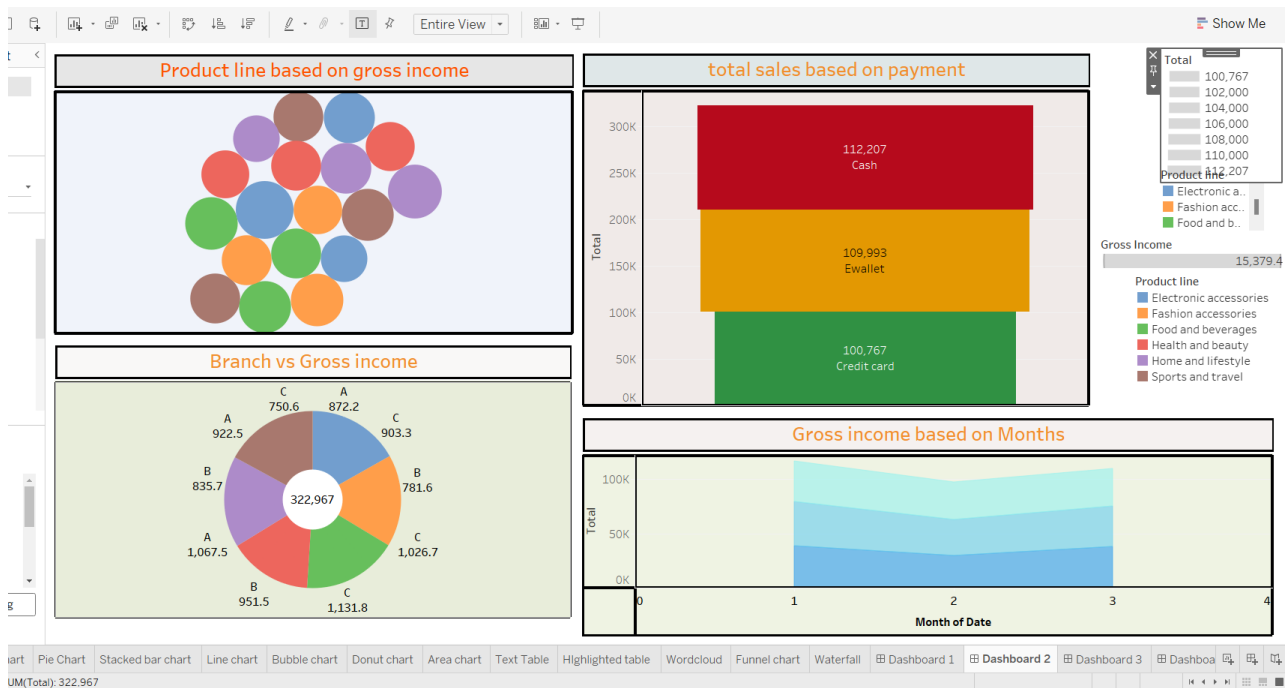 Entire View
Show Me
Product line based on gross income
total sales based on payment
Total
300K
250K
200K
150K
100K
50K
0K
112,207
Cash
109,993
Ewallet
100,767
Credit card
Total
100,767
102,000
104,000
106,000
108,000
110,000
112,207
Product line
Electronic a..
Fashion acc..
Food and b..
Gross Income
15,379.4
Product line
Electronic accessories
Fashion accessories
Food and beverages
Health and beauty
Home and lifestyle
Sports and travel
Branch vs Gross income
C
750.6
A
872.2
A
922.5
C
903.3
B
835.7
B
781.6
322,967
A
1,067.5
C
1,026.7
B
951.5
C
1,131.8
Gross income based on Months
Total
100K
50K
0K
0 1 2 3 4
Month of Date
art Pie Chart Stacked bar chart Line chart Bubble chart Donut chart Area chart Text Table HIghlighted table Wordcloud Funnel chart Waterfall Dashboard 1 Dashboard 2 Dashboard 3 Dashboa
UM(Total): 322,967